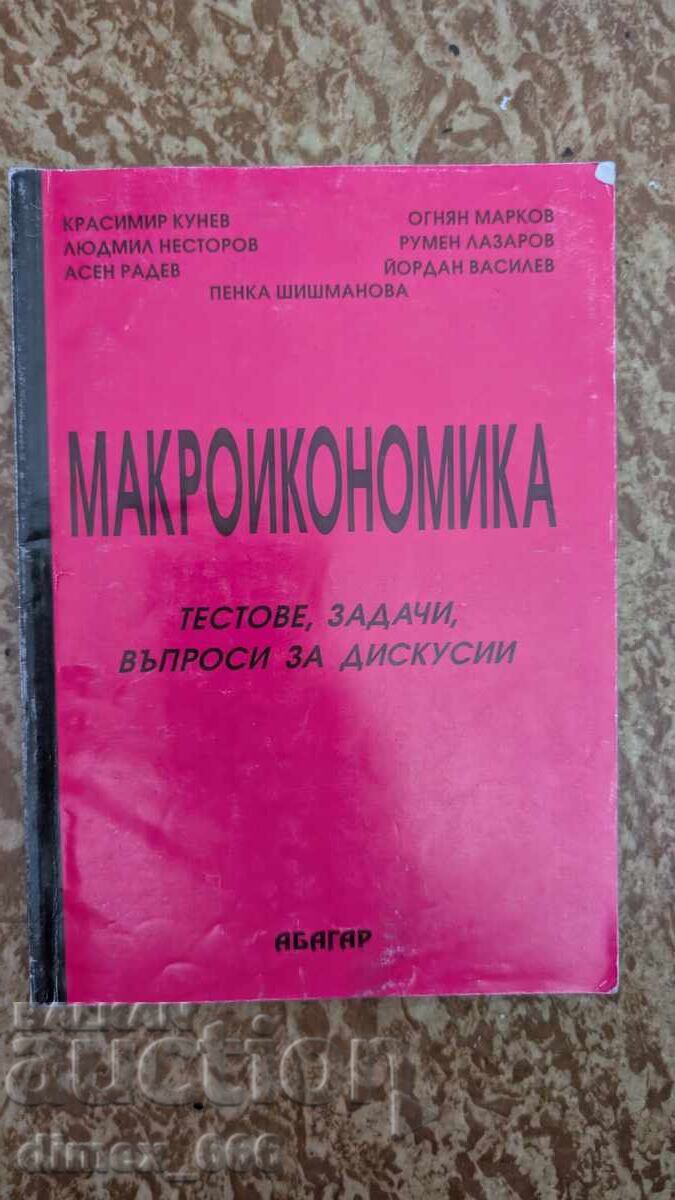 КРАСИМИР КУНЕВ
ЛЮДМИЛ НЕСТОРОВ
АСЕН РАДЕВ
ОГНЯН МАРКОВ
РУМЕН ЛАЗАРОВ
ЙОРДАН ВАСИЛЕВ
ПЕНКА ШИШМАНОВА
МАКРОИКОНОМИКА
ТЕСТОВЕ, ЗАДАЧИ,
ВЪПРОСИ ЗА ДИСКУСИИ
АБАГАР
BALKAN
auction
dimex_666